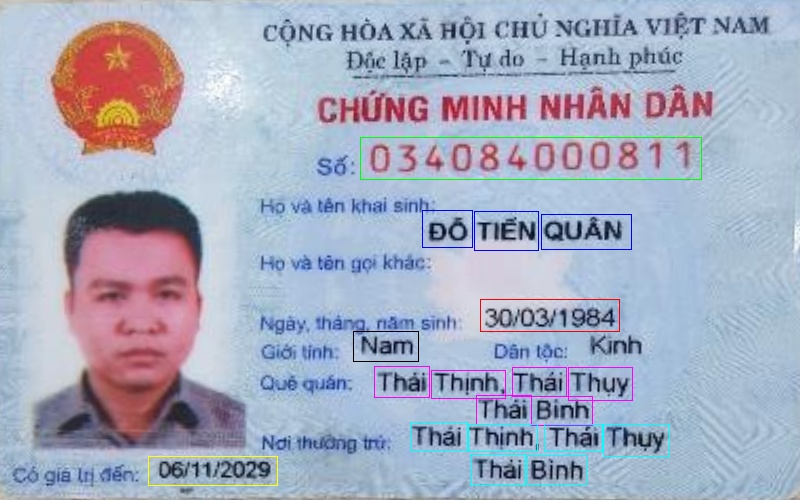 CỘNG HÒA XÃ HỘI CHỦ NGHĨA VIỆT NAM
Độc lập - Tự do - Hạnh phúc
CHỨNG MINH NHÂN DÂN
Số: 034084000811
Họ và tên khai sinh:
ĐỖ TIẾN QUÂN
Họ và tên gọi khác:
Ngày, tháng, năm sinh: 30/03/1984
Giới tính: Nam Dân tộc: Kinh
Quê quán: Thái Thịnh, Thái Thụy
Thái Bình
Nơi thường trú: Thái Thịnh, Thái Thụy
Thái Bình
Có giá trị đến: 06/11/2029